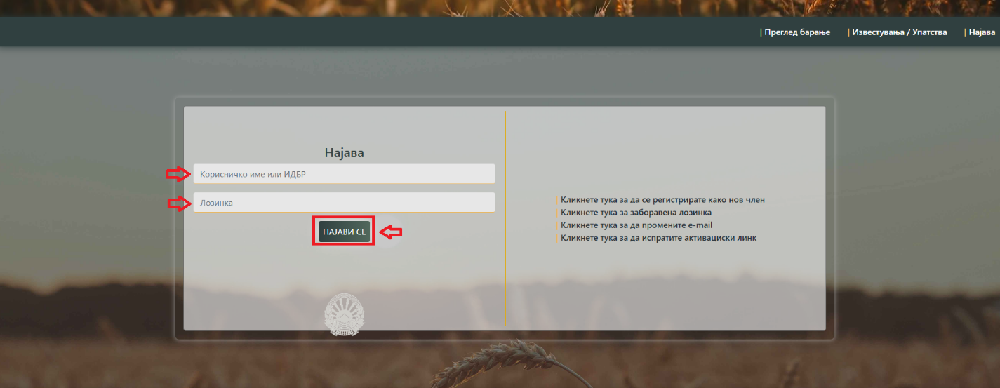 Преглед барање
Известувања / Упатства
Најава
Најава
Корисничко име или ИДБР
Лозинка
НАЈАВИ СЕ
Кликнете тука за да се регистрирате како нов член
Кликнете тука за заборавена лозинка
Кликнете тука за да промените e-mail
Кликнете тука за да испратите активациски линк